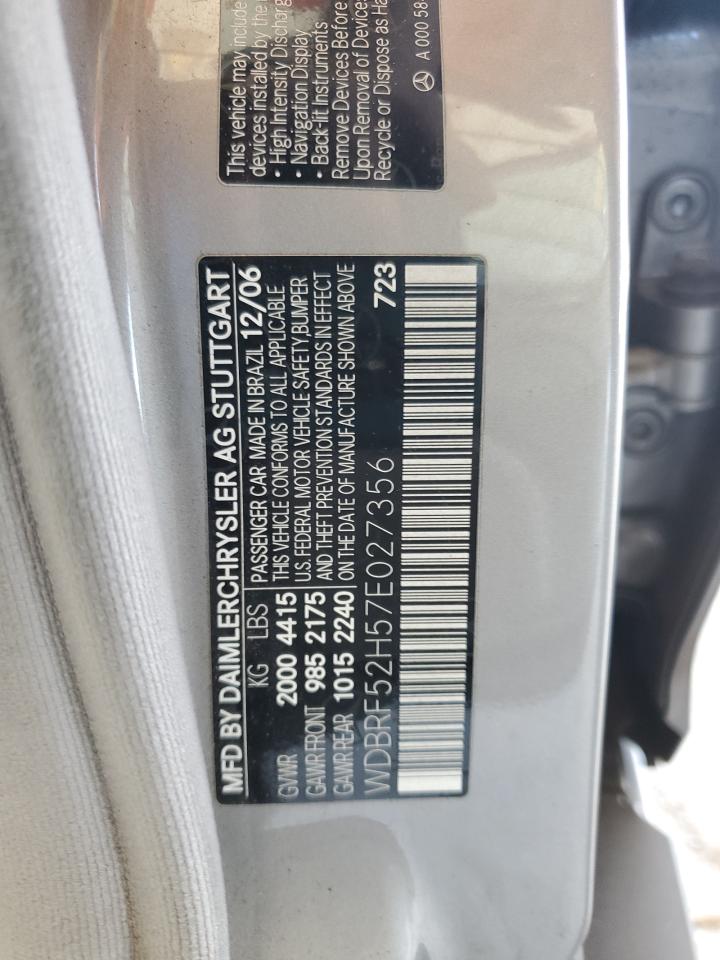 MFD BY DAIMLERCHRYSLER AG STUTTGART
KG LBS PASSENGER CAR MADE IN BRAZIL 12/06
GVWR 2000 4415 THIS VEHICLE CONFORMS TO ALL APPLICABLE
U.S. FEDERAL MOTOR VEHICLE SAFETY, BUMPER
GAWR FRONT 985 2175 AND THEFT PREVENTION STANDARDS IN EFFECT
GAWR REAR 1015 2240 ON THE DATE OF MANUFACTURE SHOWN ABOVE
WDBRF52H57E027356 723
This vehicle may include
devices installed by the
• High Intensity Discharg
• Navigation Display
• Back-lit Instruments
Remove Devices Before
Upon Removal of Devices
Recycle or Dispose as Ha
A 000 58